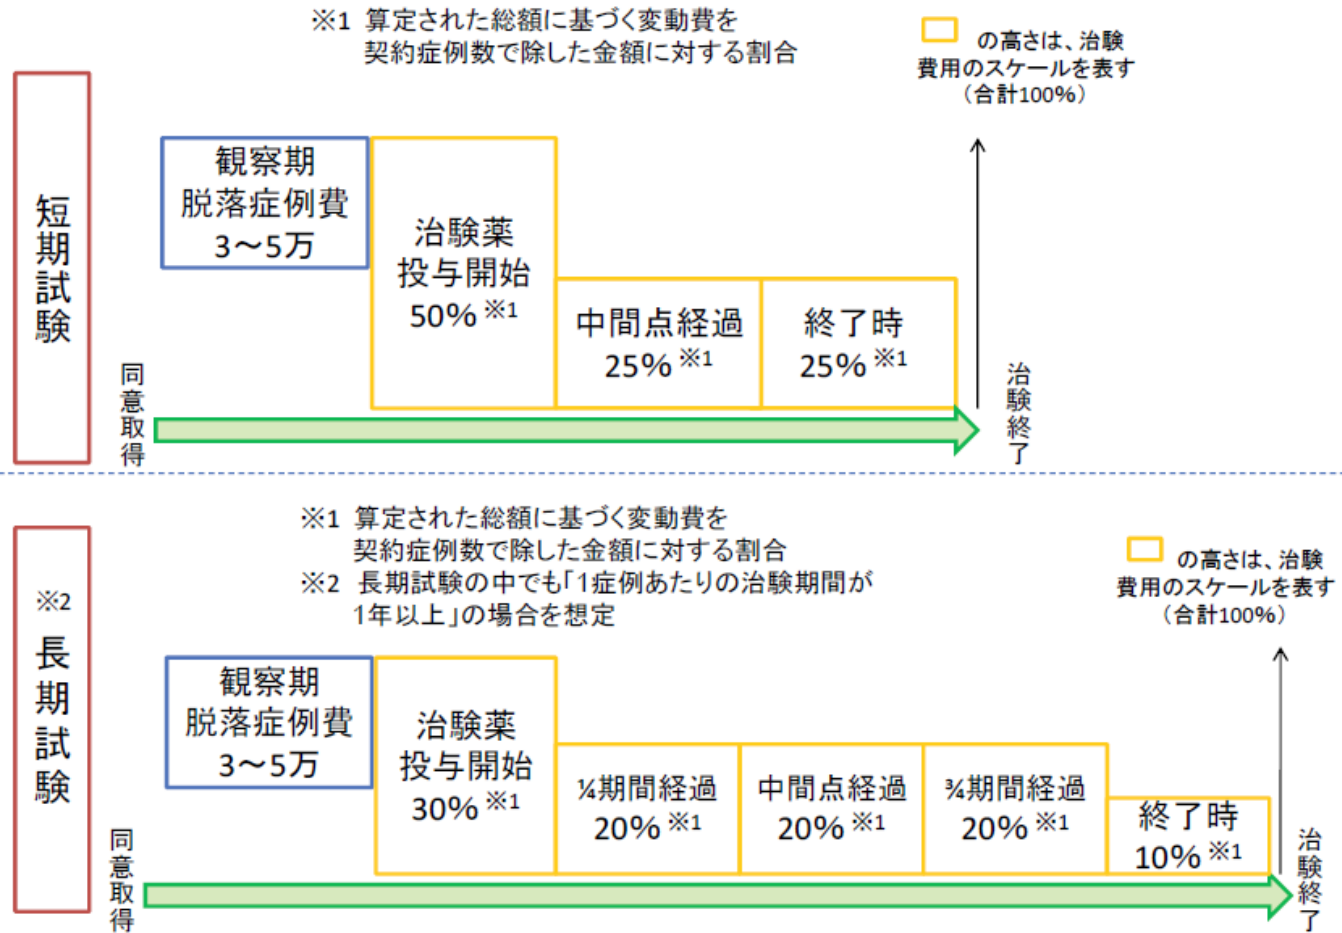 ※1 算定された総額に基づく変動費を
契約症例数で除した金額に対する割合
の高さは、治験
費用のスケールを表す
（合計100%）
短期試験
観察期
脱落症例費
3～5万
治験薬
投与開始
50% ※1
中間点経過
25% ※1
終了時
25% ※1
同意取得
治験終了
※1 算定された総額に基づく変動費を
契約症例数で除した金額に対する割合
※2 長期試験の中でも「1症例あたりの治験期間が
1年以上」の場合を想定
の高さは、治験
費用のスケールを表す
（合計100%）
※2
長期試験
観察期
脱落症例費
3～5万
治験薬
投与開始
30% ※1
¼期間経過
20% ※1
中間点経過
20% ※1
¾期間経過
20% ※1
終了時
10% ※1
同意取得
治験終了